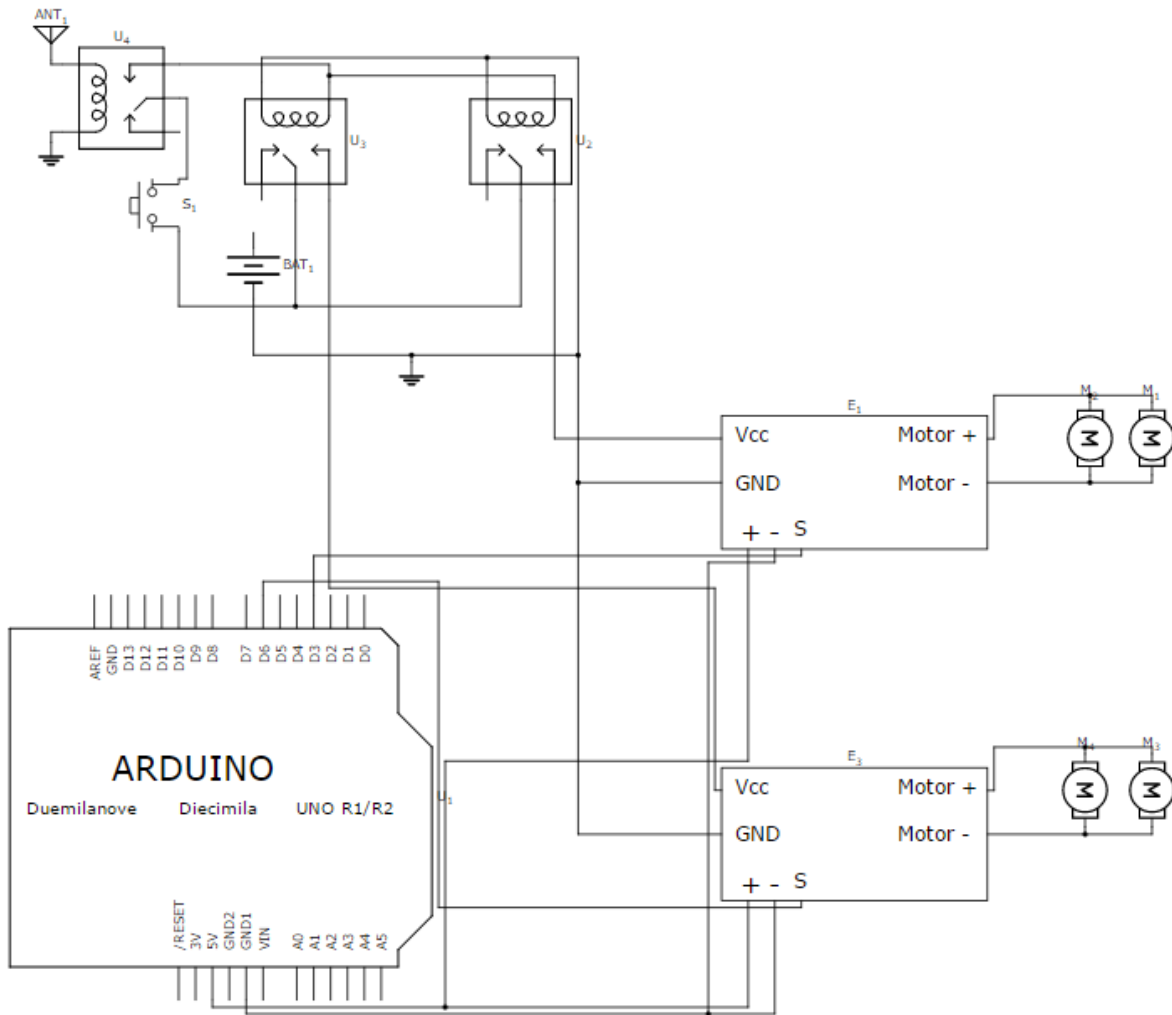 ANT1
U4
U3
U2
S1
BAT1
E1
M2
M1
Vcc
Motor +
M
M
GND
Motor -
+ - S
AREF
GND
D13
D12
D11
D10
D9
D8
D7
D6
D5
D4
D3
D2
D1
D0
ARDUINO
Duemilanove Diecimila UNO R1/R2
U1
E3
M4
M3
Vcc
Motor +
M
M
GND
Motor -
+ - S
/RESET
3V
5V
GND2
GND1
VIN
A0
A1
A2
A3
A4
A5